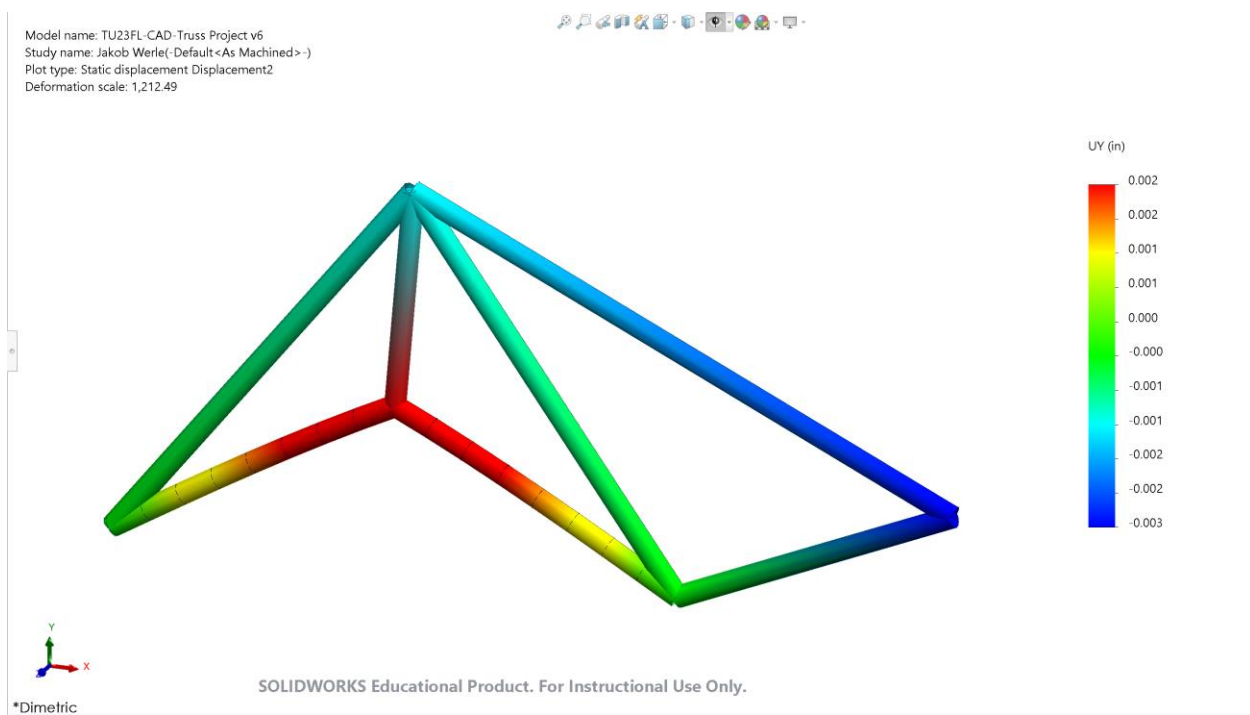 Model name: TU23FL-CAD-Truss Project v6
Study name: Jakob Werle(-Default<As Machined>-)
Plot type: Static displacement Displacement2
Deformation scale: 1,212.49
UY (in)
0.002
0.002
0.001
0.001
0.000
-0.000
-0.001
-0.001
-0.002
-0.002
-0.003
Y
X
SOLIDWORKS Educational Product. For Instructional Use Only.
*Dimetric